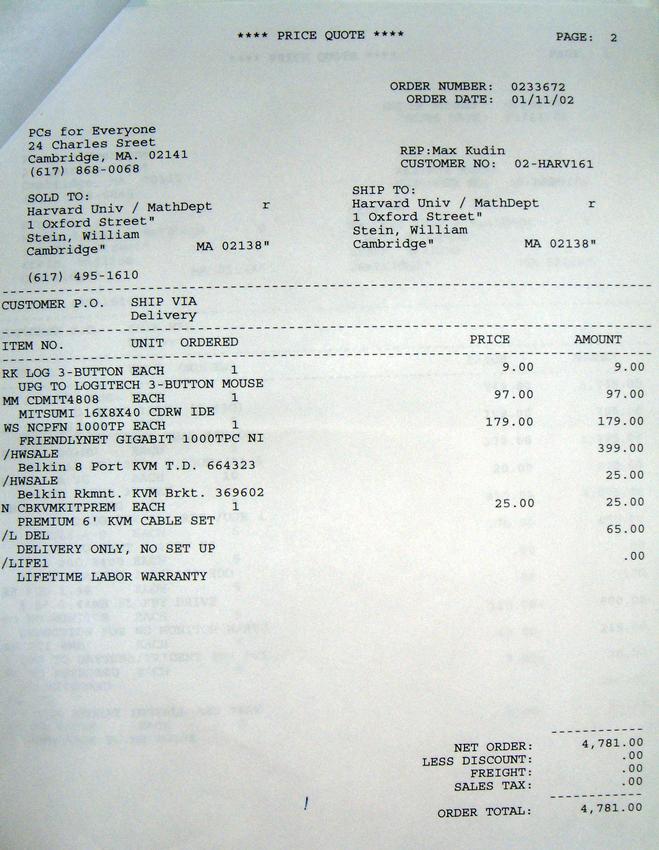 **** PRICE QUOTE **** PAGE: 2
ORDER NUMBER: 0233672
ORDER DATE: 01/11/02
PCs for Everyone
24 Charles Sreet
Cambridge, MA. 02141 REP:Max Kudin
(617) 868-0068 CUSTOMER NO: 02-HARV161
SOLD TO: SHIP TO:
Harvard Univ / MathDept r Harvard Univ / MathDept r
1 Oxford Street" 1 Oxford Street"
Stein, William Stein, William
Cambridge" MA 02138" Cambridge" MA 02138"
(617) 495-1610
CUSTOMER P.O. SHIP VIA
Delivery
ITEM NO. UNIT ORDERED PRICE AMOUNT
RK LOG 3-BUTTON EACH 1 9.00 9.00
UPG TO LOGITECH 3-BUTTON MOUSE
MM CDMIT4808 EACH 1 97.00 97.00
MITSUMI 16X8X40 CDRW IDE
WS NCPFN 1000TP EACH 1 179.00 179.00
FRIENDLYNET GIGABIT 1000TPC NI
/HWSALE 399.00
Belkin 8 Port KVM T.D. 664323
/HWSALE 25.00
Belkin Rkmnt. KVM Brkt. 369602
N CBKVMKITPREM EACH 1 25.00 25.00
PREMIUM 6' KVM CABLE SET
/L DEL 65.00
DELIVERY ONLY, NO SET UP
/LIFE1 .00
LIFETIME LABOR WARRANTY
NET ORDER: 4,781.00
LESS DISCOUNT: .00
FREIGHT: .00
SALES TAX: .00
ORDER TOTAL: 4,781.00